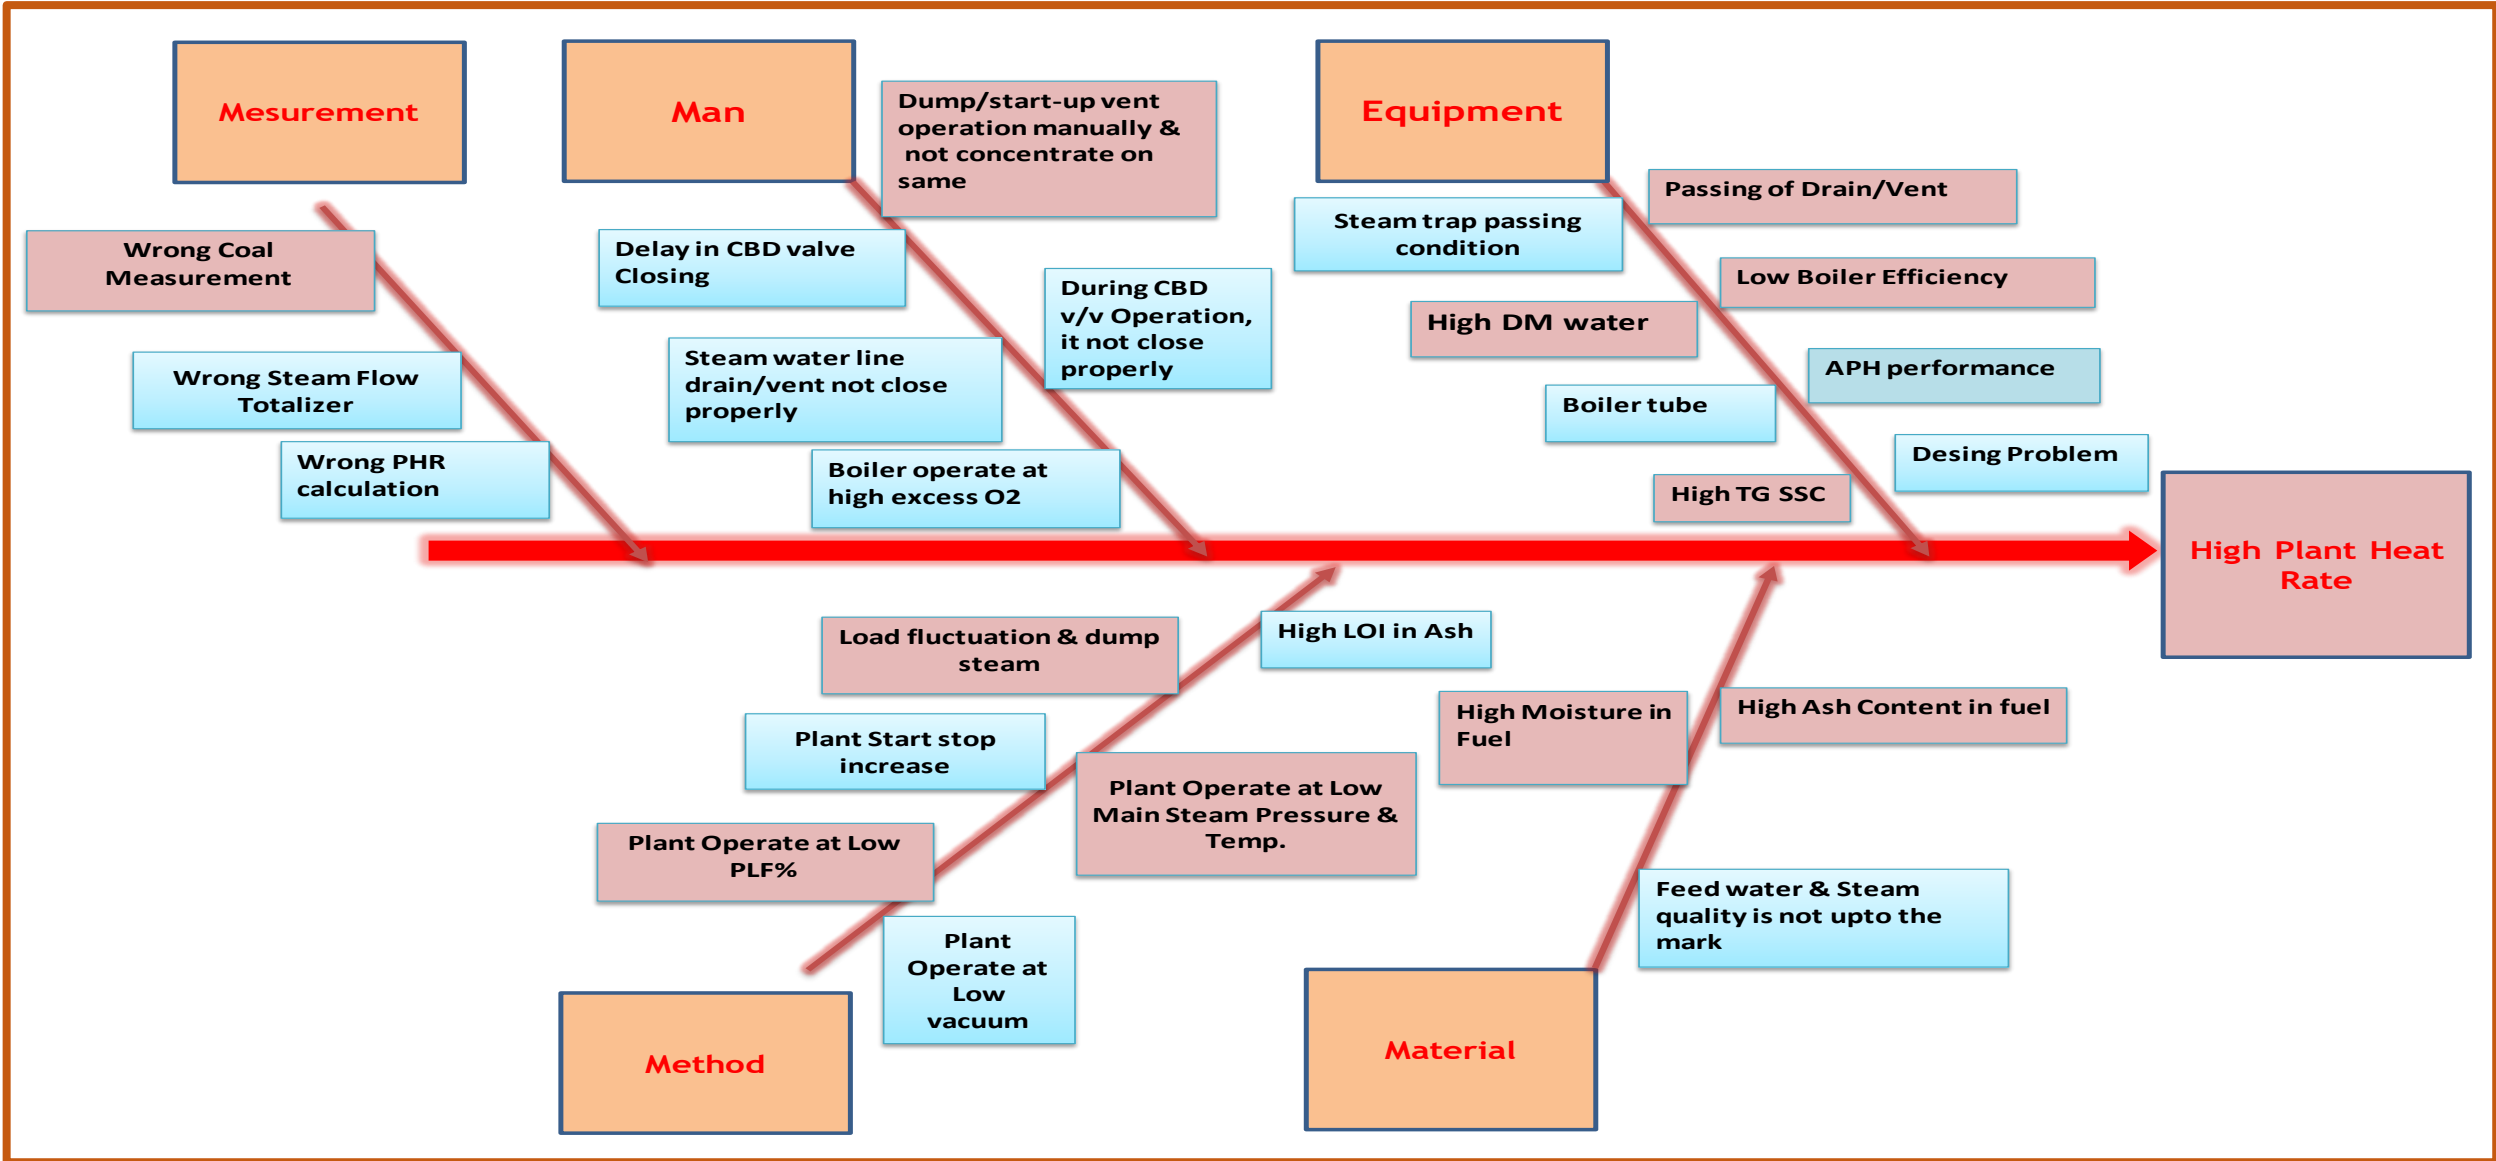 Mesurement
Man
Equipment
Dump/start-up vent
operation manually &
not concentrate on
same
Passing of Drain/Vent
Steam trap passing
condition
Wrong Coal
Measurement
Delay in CBD valve
Closing
During CBD
v/v Operation,
it not close
properly
Low Boiler Efficiency
High DM water
Wrong Steam Flow
Totalizer
Steam water line
drain/vent not close
properly
APH performance
Boiler tube
Wrong PHR
calculation
Boiler operate at
high excess O2
Desing Problem
High TG SSC
High Plant Heat
Rate
Load fluctuation & dump
steam
High LOI in Ash
High Moisture in
Fuel
High Ash Content in fuel
Plant Start stop
increase
Plant Operate at Low
Main Steam Pressure &
Temp.
Plant Operate at Low
PLF%
Feed water & Steam
quality is not upto the
mark
Plant
Operate at
Low
vacuum
Method
Material